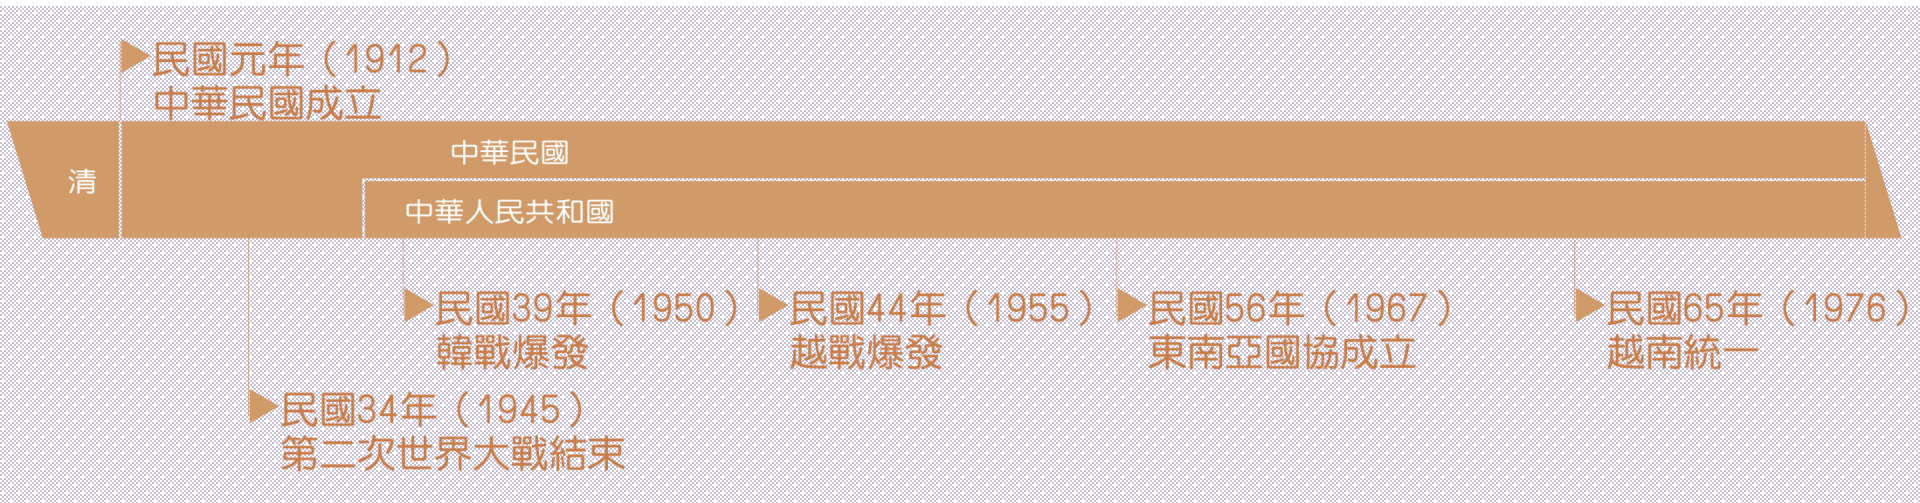 民國元年（1912）
中華民國成立
清
中華民國
中華人民共和國
民國39年（1950）
韓戰爆發
民國44年（1955）
越戰爆發
民國56年（1967）
東南亞國協成立
民國65年（1976）
越南統一
民國34年（1945）
第二次世界大戰結束